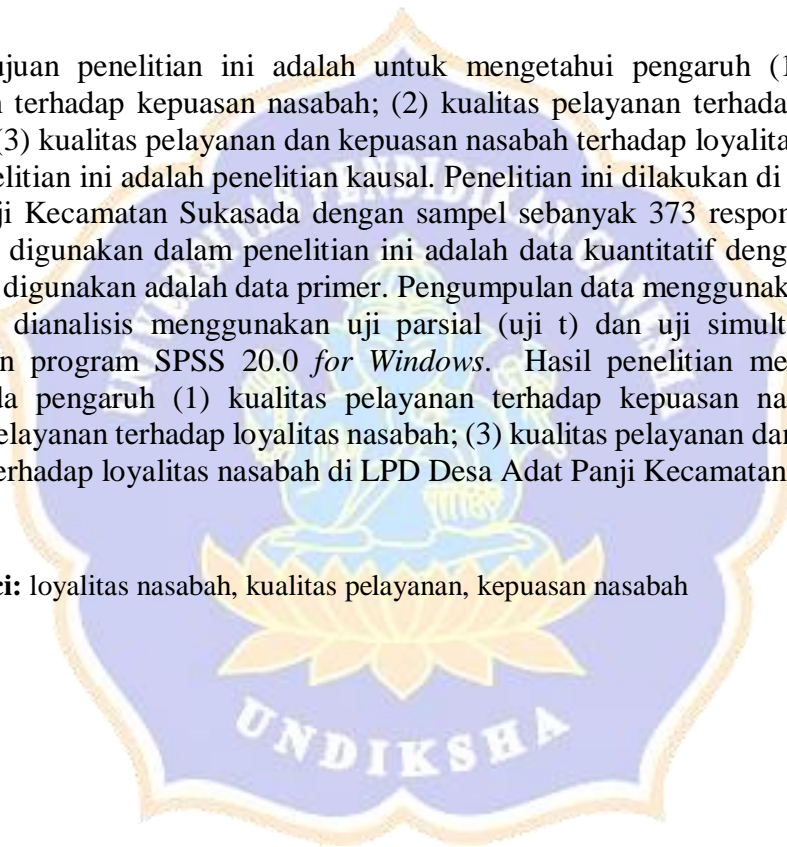 ujuan penelitian ini adalah untuk mengetahui pengaruh (1
terhadap kepuasan nasabah; (2) kualitas pelayanan terhada
(3) kualitas pelayanan dan kepuasan nasabah terhadap loyalita
elitian ini adalah penelitian kausal. Penelitian ini dilakukan di
ji Kecamatan Sukasada dengan sampel sebanyak 373 respon
digunakan dalam penelitian ini adalah data kuantitatif deng
digunakan adalah data primer. Pengumpulan data menggunak
dianalisis menggunakan uji parsial (uji t) dan uji simult
n program SPSS 20.0 for Windows. Hasil penelitian me
da pengaruh (1) kualitas pelayanan terhadap kepuasan na
elayanan terhadap loyalitas nasabah; (3) kualitas pelayanan dar
erhadap loyalitas nasabah di LPD Desa Adat Panji Kecamatan
ci: loyalitas nasabah, kualitas pelayanan, kepuasan nasabah
UNIVERSITAS PENDIDIKAN GANESHA
UNDIKSHA